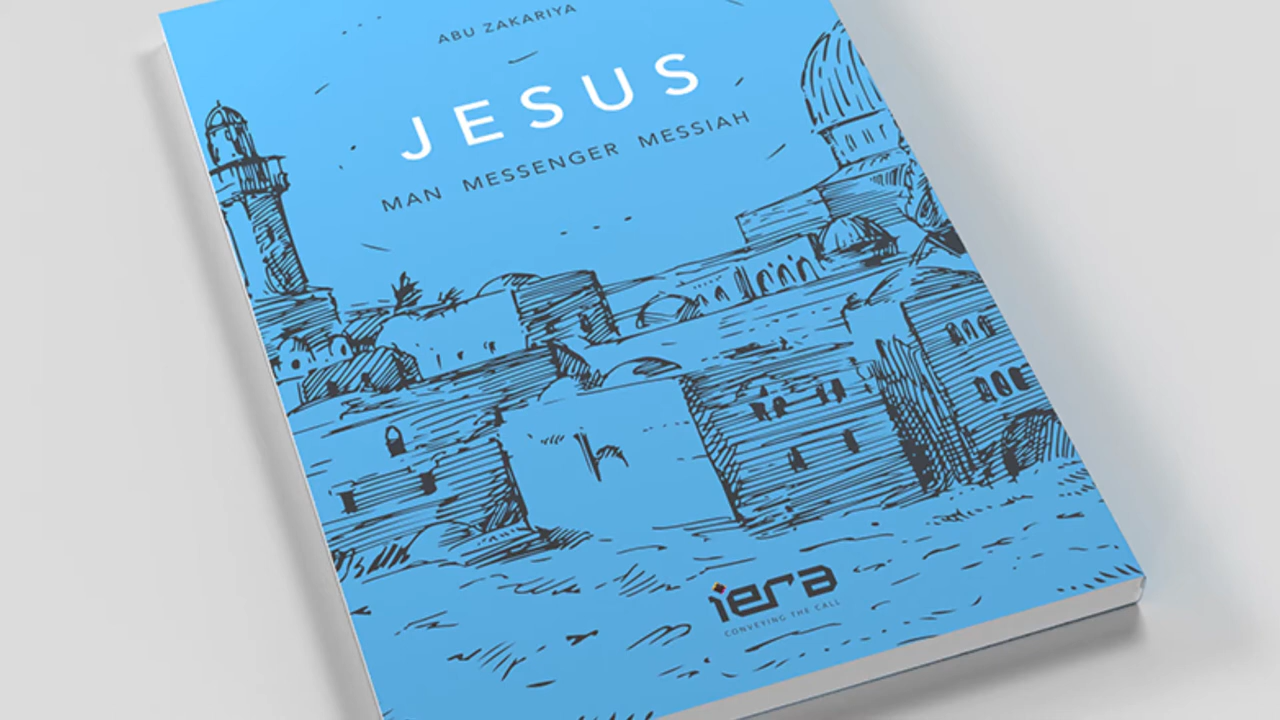 ABU ZAKARIYA
JESUS
MAN MESSENGER MESSIAH
iera
CONVEYING THE CALL